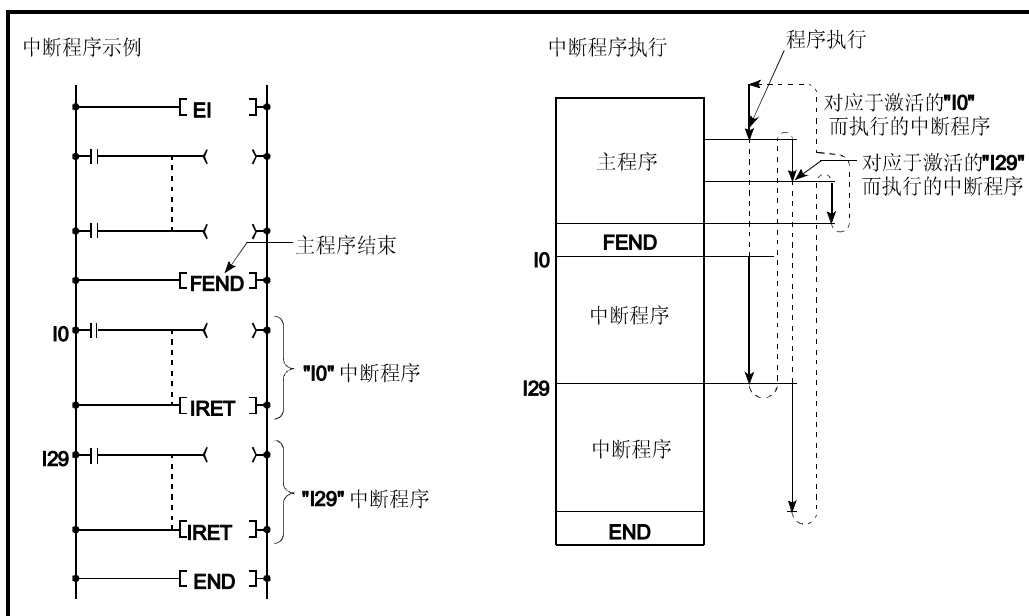 中断程序示例
EI
FEND
主程序结束
I0
"I0" 中断程序
IRET
I29
"I29" 中断程序
IRET
END
中断程序执行
程序执行
对应于激活的"I0"
而执行的中断程序
主程序
对应于激活的"I29"
而执行的中断程序
FEND
I0
中断程序
I29
中断程序
END